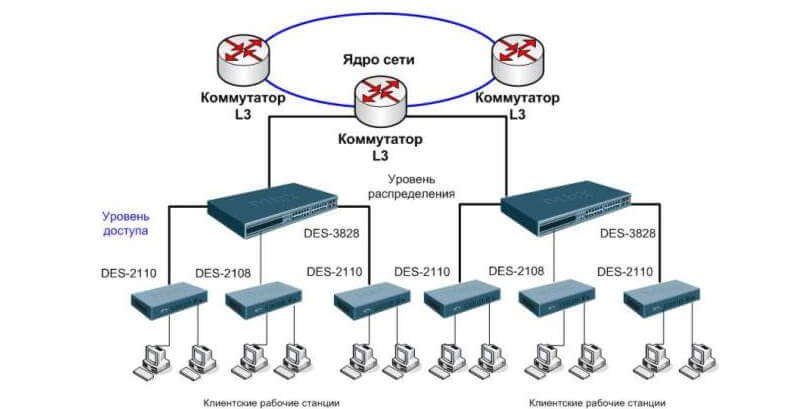 Ядро сети
Коммутатор
L3
Коммутатор
L3
Коммутатор
L3
Уровень
распределения
Уровень
доступа
DES-3828
DES-3828
DES-2110
DES-2108
DES-2110
DES-2110
DES-2108
DES-2110
Клиентские рабочие станции
Клиентские рабочие станции